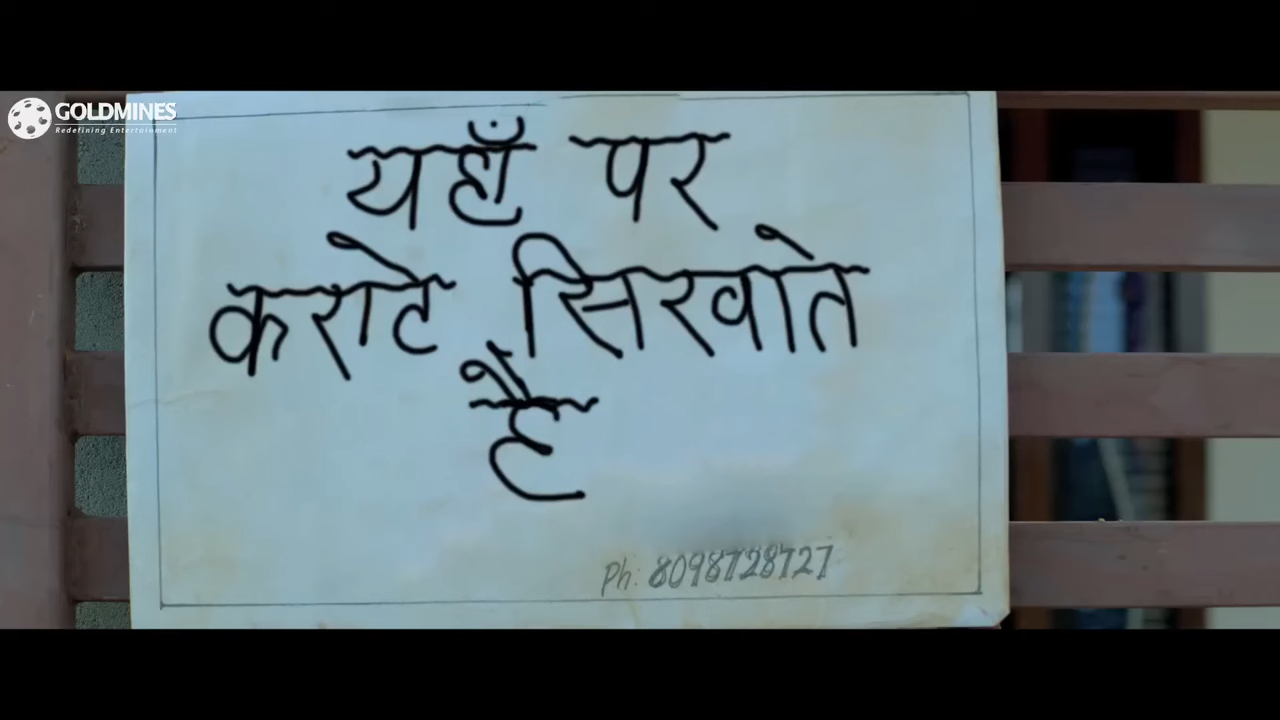 GOLDMINES
Redefining Entertainment
यहाँ पर
कराटे सिखाते
है
Ph: 8098728727